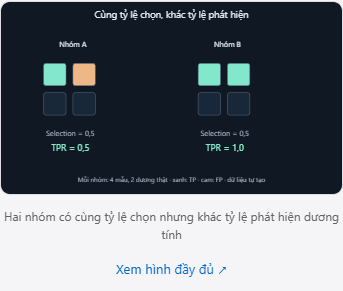 Cùng tỷ lệ chọn, khác tỷ lệ phát hiện
Nhóm A
Nhóm B
Selection = 0,5
Selection = 0,5
TPR = 0,5
TPR = 1,0
Mỗi nhóm: 4 mẫu, 2 dương thật · xanh: TP · cam: FP · dữ liệu tự tạo
Hai nhóm có cùng tỷ lệ chọn nhưng khác tỷ lệ phát hiện dương
tính
Xem hình đầy đủ ↗